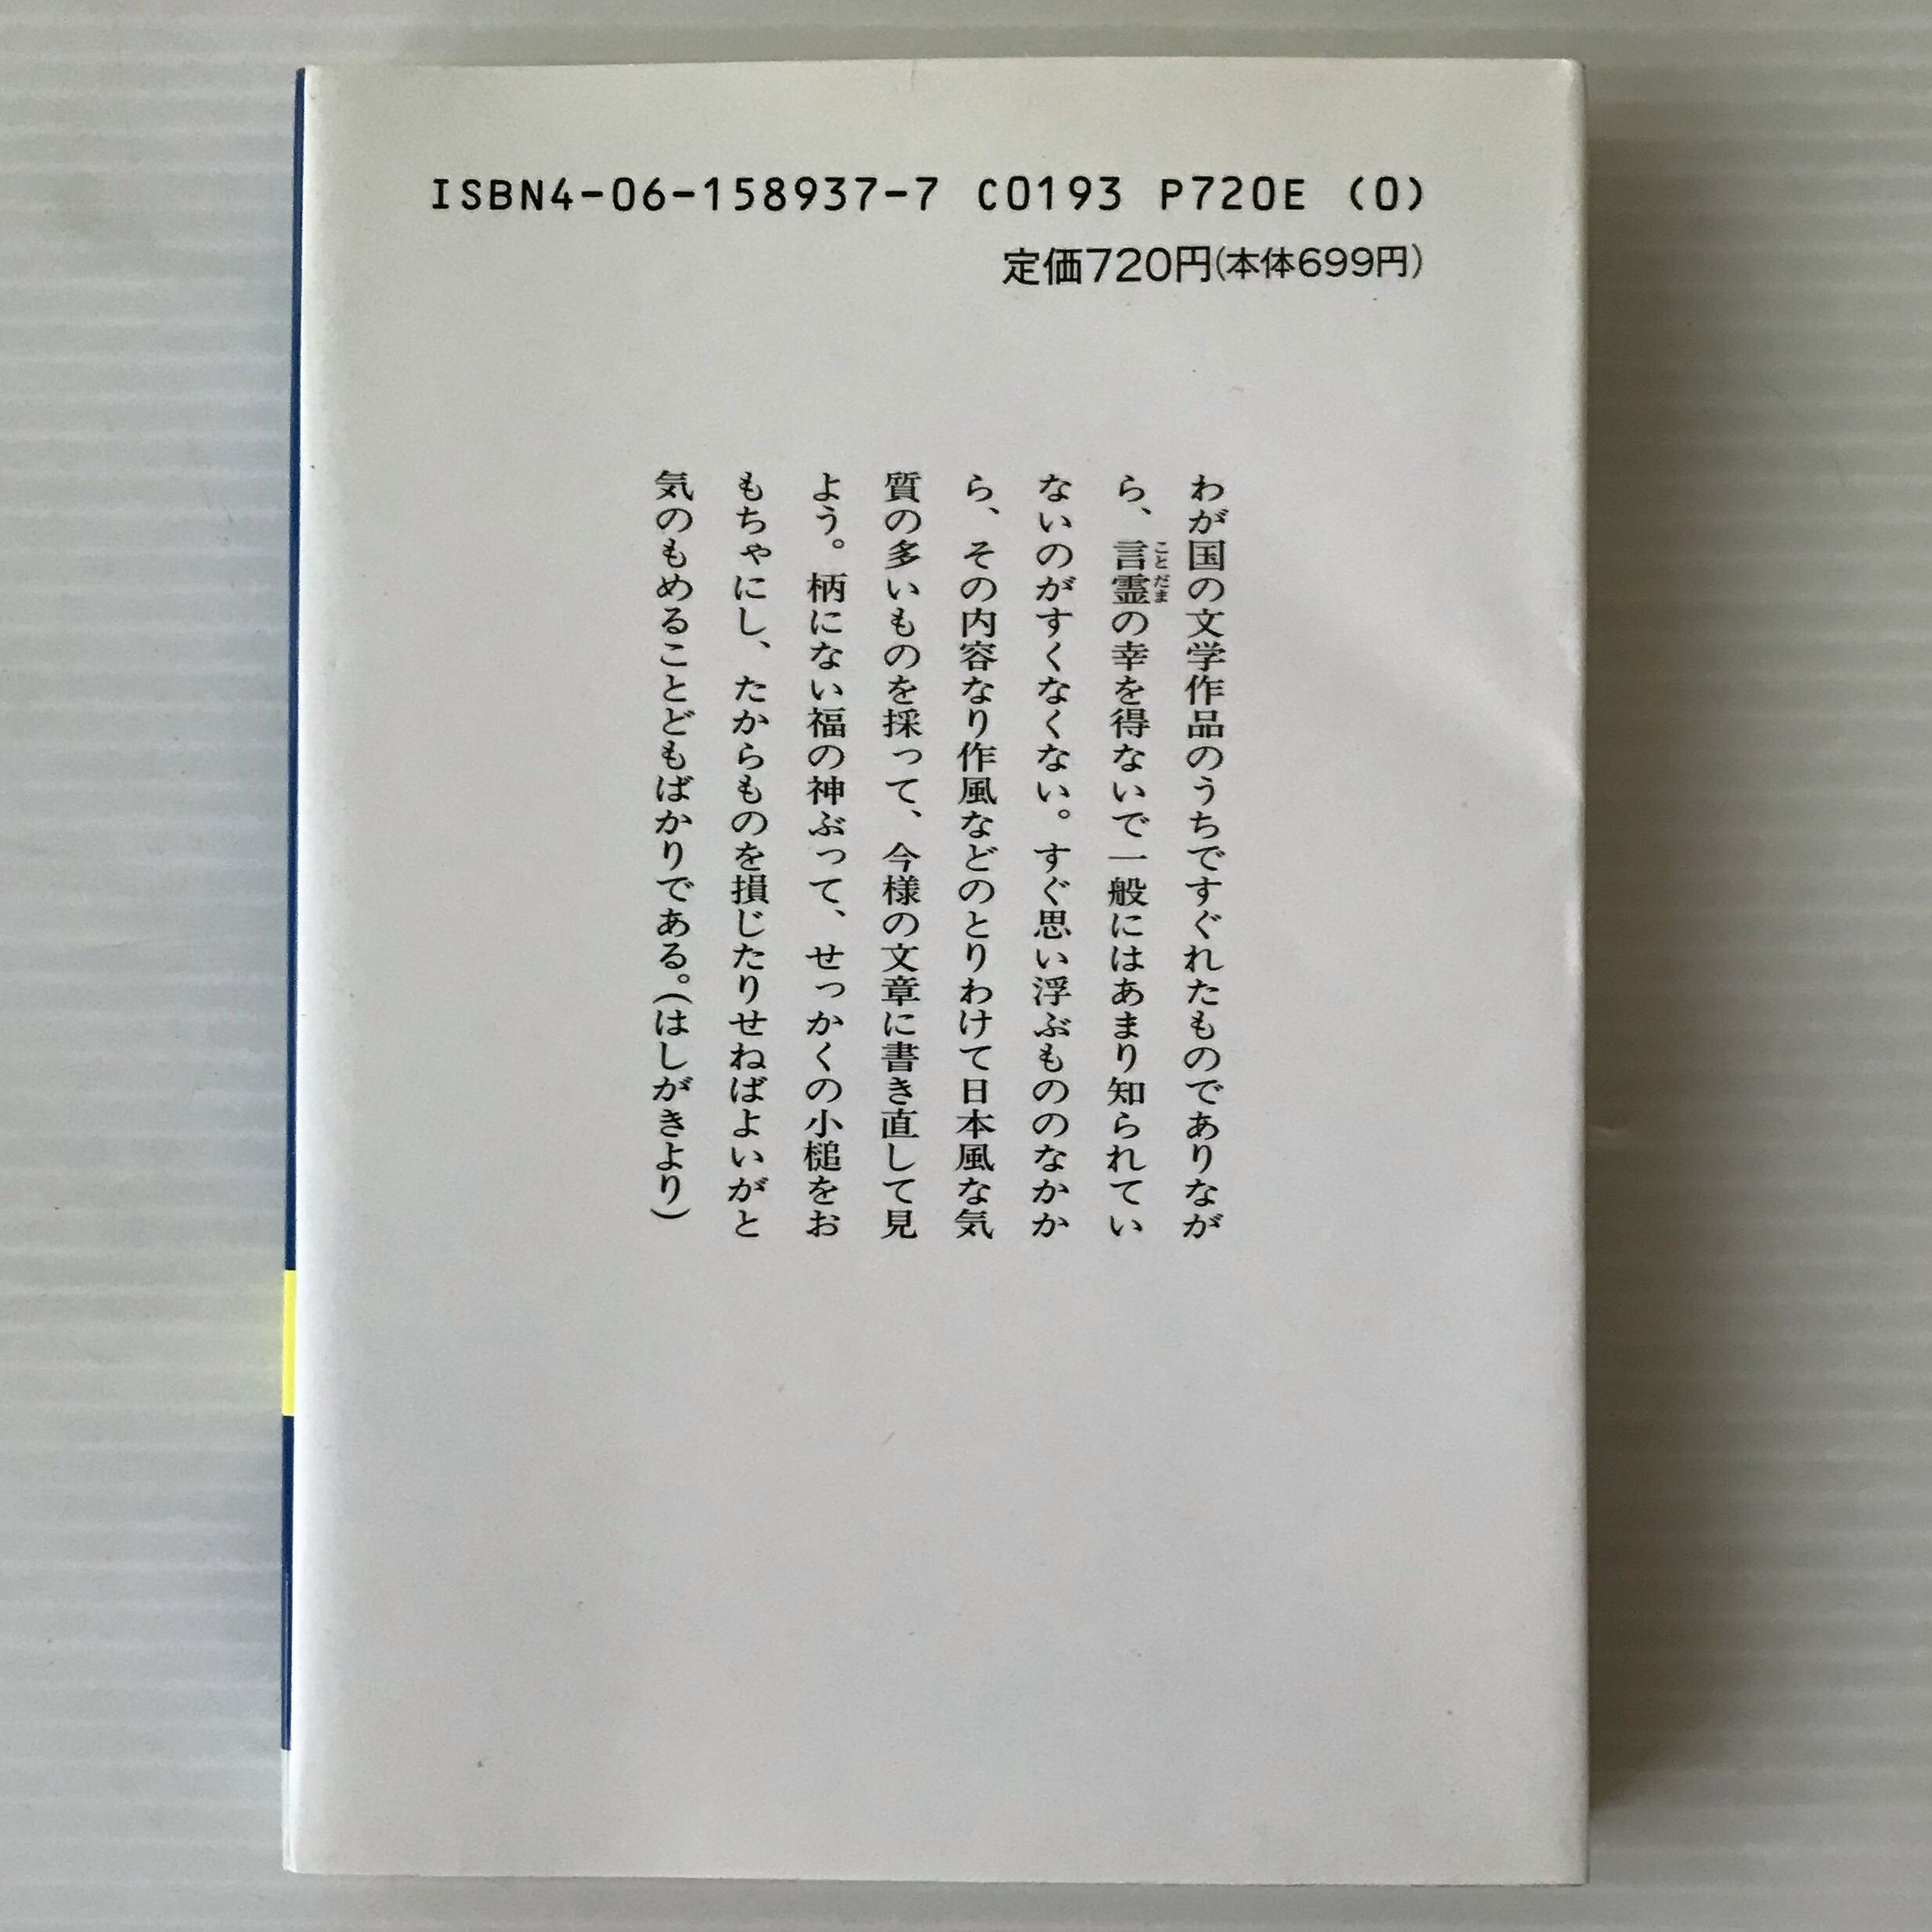 ISBN4-06-158937-7 C0193 P720E (0)
定価720円(本体699円)
わが国の文学作品のうちですぐれたものでありなが
ら、言霊の幸を得ないで一般にはあまり知られてい
ことだま
ないのがすくなくない。すぐ思い浮ぶもののなかか
ら、その内容なり作風などのとりわけて日本風な気
質の多いものを採って、今様の文章に書き直して見
よう。柄にない福の神ぶって、せっかくの小槌をお
もちゃにし、たからものを損じたりせねばよいがと
気のもめることどもばかりである。(はしがきより)